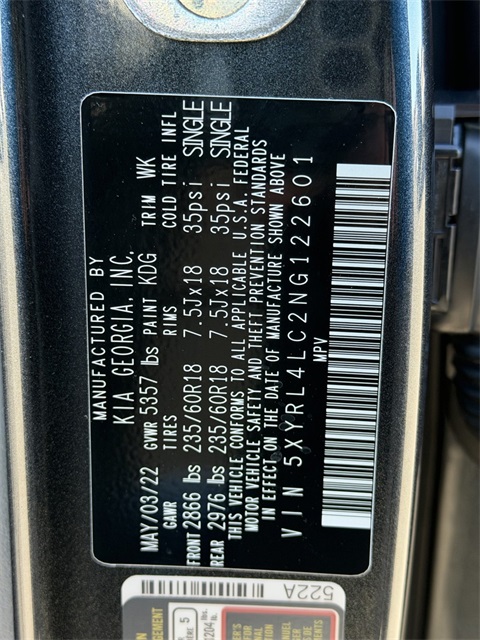 MANUFACTURED BY
KIA GEORGIA, INC.
MAY/03/22 GVWR 5357 lbs PAINT KDG TRIM WK
GAWR TIRES RIMS COLD TIRE INFL
FRONT 2866 lbs 235/60R18 7.5Jx18 35psi SINGLE
REAR 2976 lbs 235/60R18 7.5Jx18 35psi SINGLE
THIS VEHICLE CONFORMS TO ALL APPLICABLE U.S.A. FEDERAL
MOTOR VEHICLE SAFETY AND THEFT PREVENTION STANDARDS
IN EFFECT ON THE DATE OF MANUFACTURE SHOWN ABOVE
VIN 5XYRL4LC2NG122601
MPV
522A
5